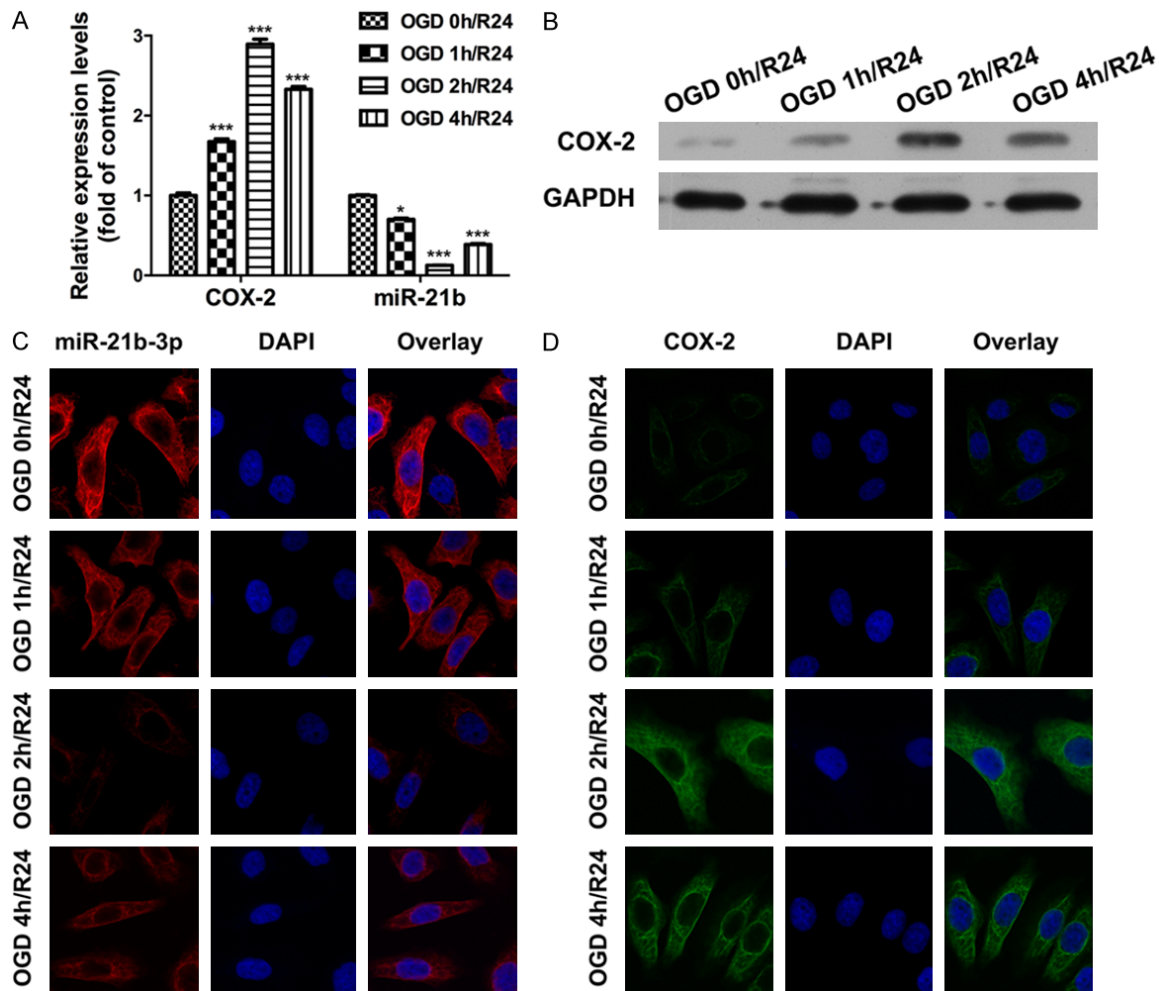 A
Relative expression levels
(fold of control)
3
2
1
0
***
***
***
*
***
***
COX-2
miR-21b
OGD 0h/R24
OGD 1h/R24
OGD 2h/R24
OGD 4h/R24
B
OGD 0h/R24
OGD 1h/R24
OGD 2h/R24
OGD 4h/R24
COX-2
GAPDH
C
miR-21b-3p
DAPI
Overlay
OGD 0h/R24
OGD 1h/R24
OGD 2h/R24
OGD 4h/R24
D
COX-2
DAPI
Overlay
OGD 0h/R24
OGD 1h/R24
OGD 2h/R24
OGD 4h/R24